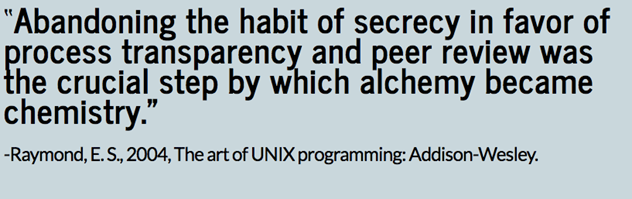 "Abandoning the habit of secrecy in favor of
process transparency and peer review was
the crucial step by which alchemy became
chemistry.”
-Raymond, E. S., 2004, The art of UNIX programming: Addison-Wesley.